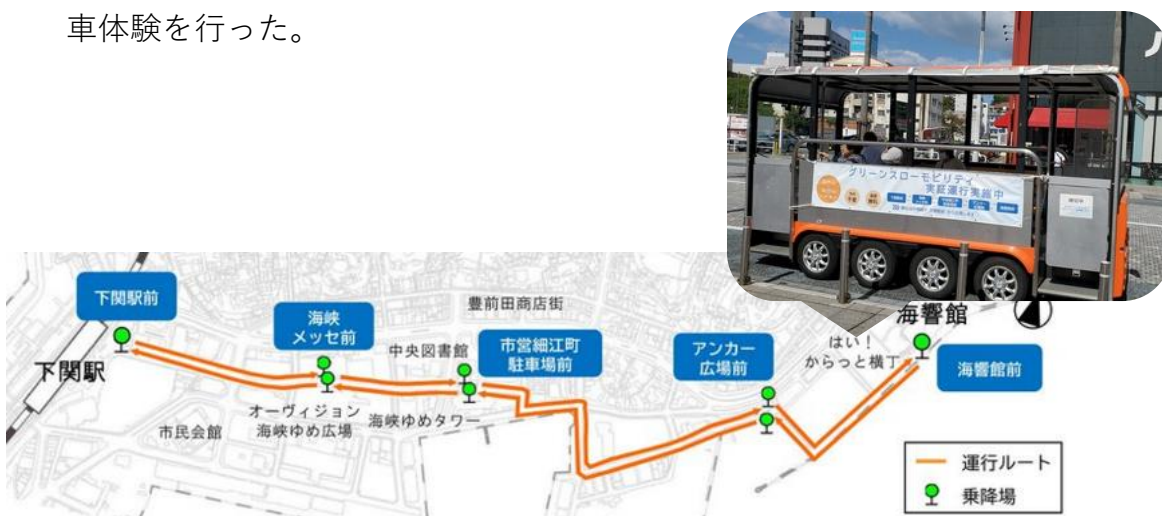 車体験を行った。
グリーンスローモビリティ
実証運行実施中
下関駅前
下関駅
市民会館
海峡
メッセ前
オーヴィジョン
海峡ゆめ広場
豊前田商店街
中央図書館
海峡ゆめタワー
市営細江町
駐車場前
アンカー
広場前
はい！
からっと横丁
海響館
海響館前
運行ルート
乗降場